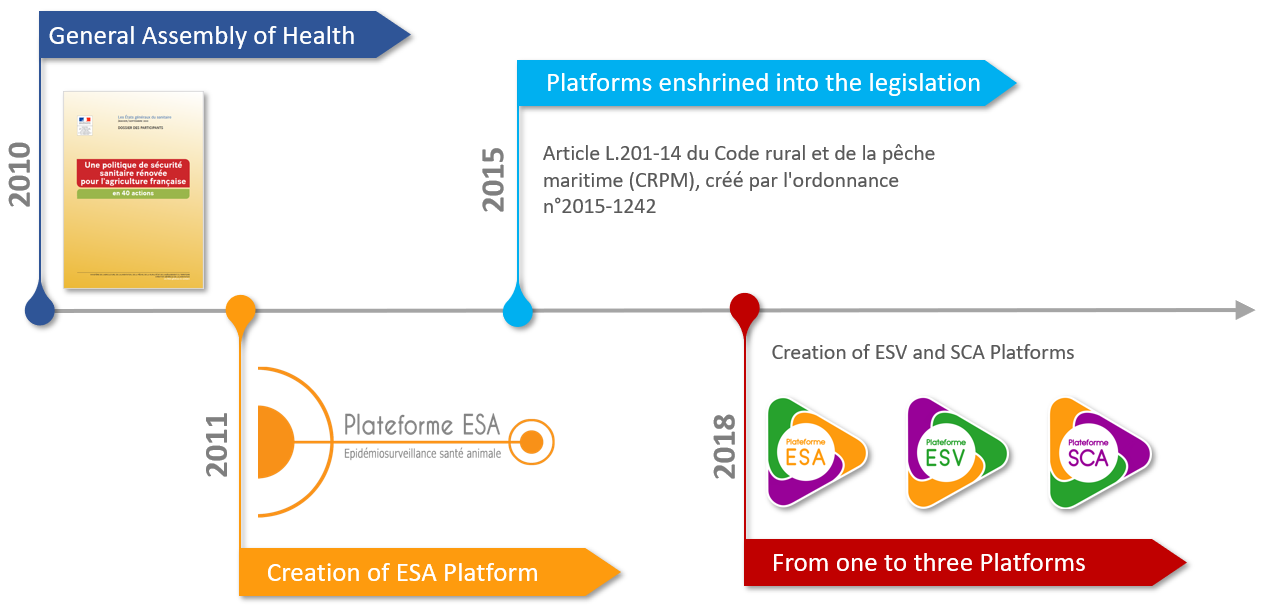 General Assembly of Health
2010
Les États généraux du sanitaire
DOSSIER DES PARTICIPANTS
Une politique de sécurité
sanitaire rénovée
pour l'agriculture française
en 40 actions
Platforms enshrined into the legislation
2015
Article L.201-14 du Code rural et de la pêche
maritime (CRPM), créé par l'ordonnance
n°2015-1242
2011
Plateforme ESA
Epidémiosurveillance santé animale
Creation of ESA Platform
2018
Creation of ESV and SCA Platforms
Plateforme
ESA
Plateforme
ESV
Plateforme
SCA
From one to three Platforms